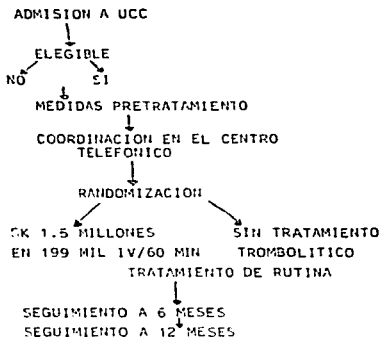 ADMISION A UCC
ELEGIBLE
NO SI
MEDIDAS PRETRATAMIENTO
COORDINACION EN EL CENTRO
TELEFONICO
RANDOMIZACION
SK 1.5 MILLONES SIN TRATAMIENTO
EN 199 MIL IV/60 MIN TROMBOLITICO
TRATAMIENTO DE RUTINA
SEGUIMIENTO A 6 MESES
SEGUIMIENTO A 12 MESES